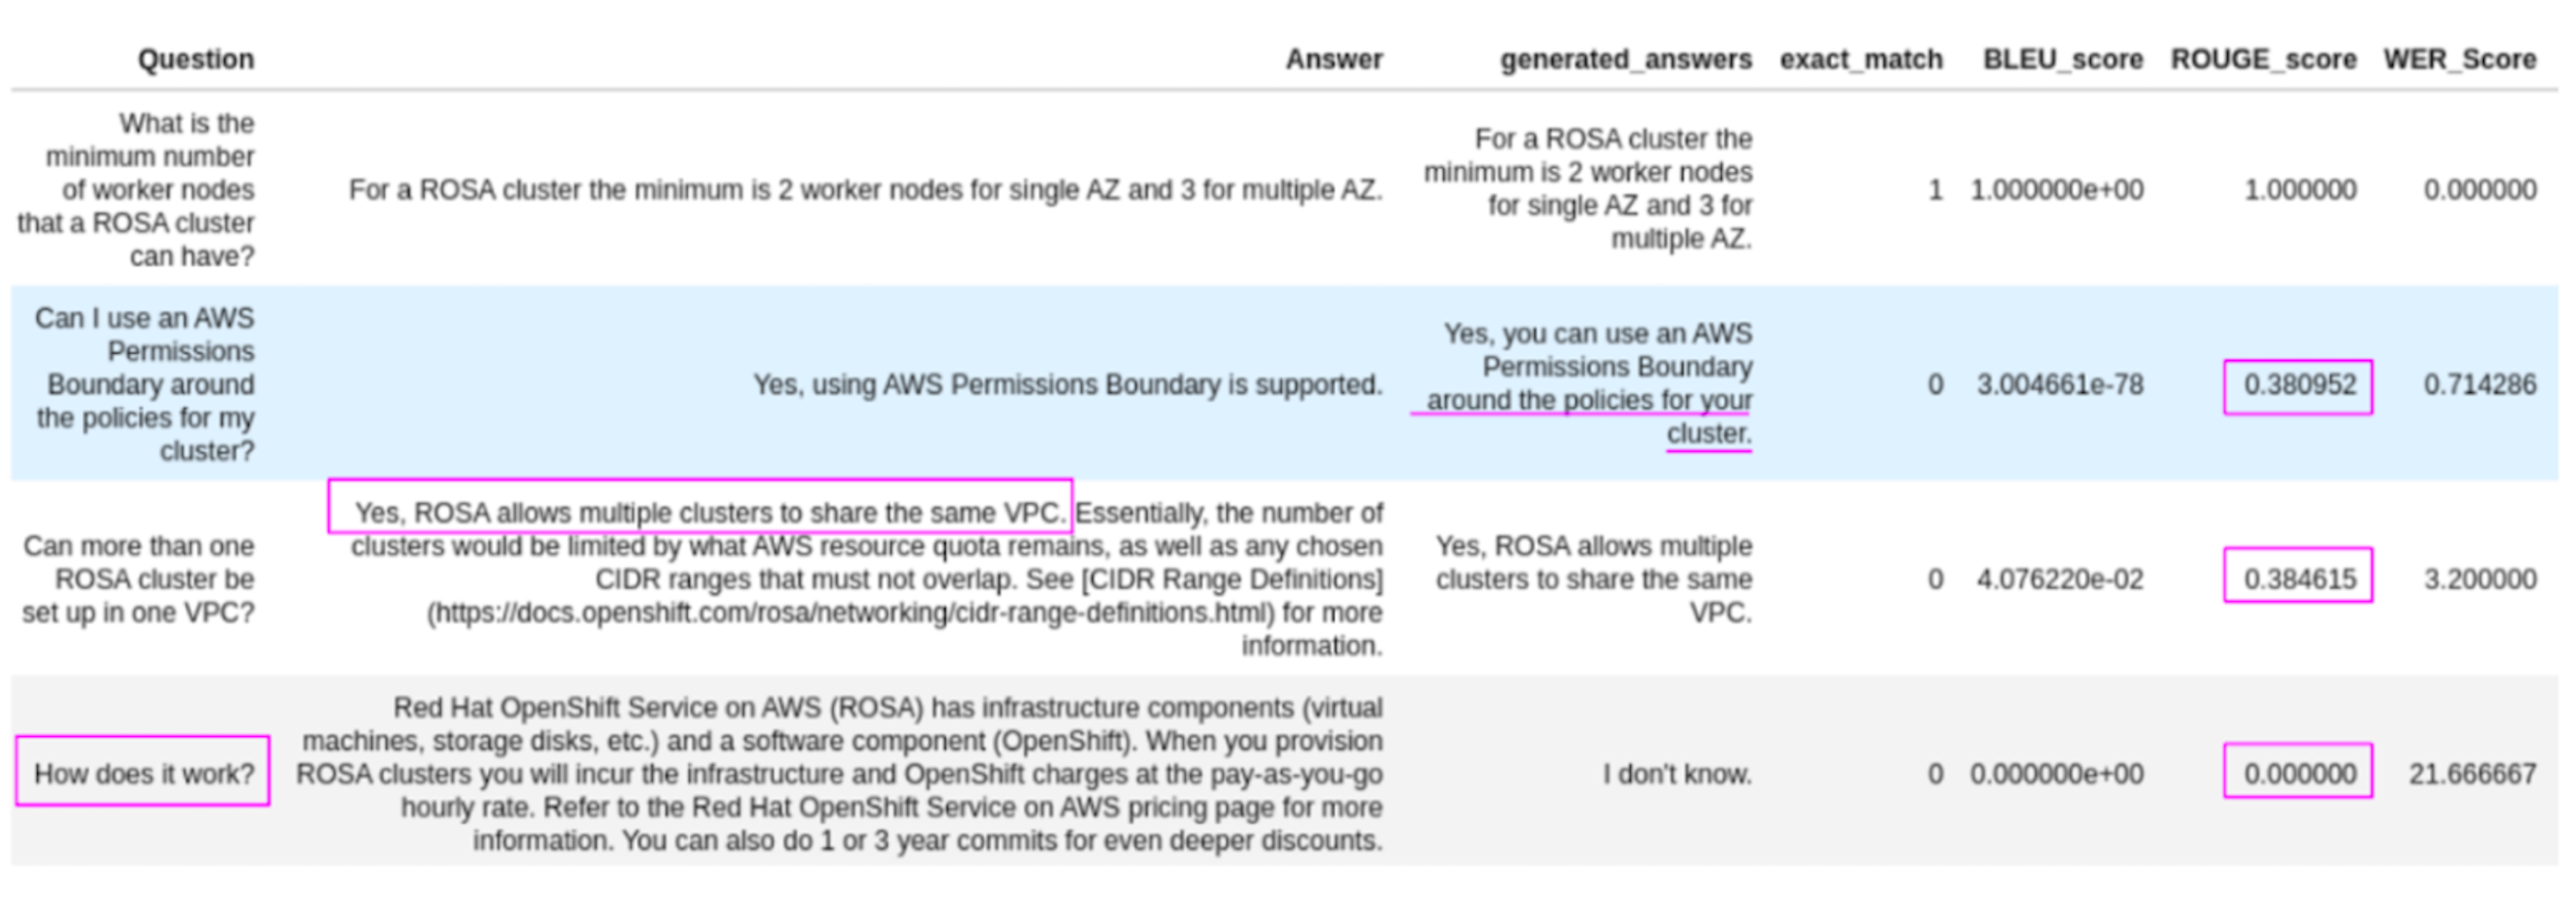 Question Answer generated_answers exact_match BLEU_score ROUGE_score WER_Score
What is the
minimum number
of worker nodes
that a ROSA cluster
can have?
For a ROSA cluster the minimum is 2 worker nodes for single AZ and 3 for multiple AZ.
For a ROSA cluster the
minimum is 2 worker nodes
for single AZ and 3 for
multiple AZ.
1 1.000000e+00 1.000000 0.000000
Can I use an AWS
Permissions
Boundary around
the policies for my
cluster?
Yes, using AWS Permissions Boundary is supported.
Yes, you can use an AWS
Permissions Boundary
around the policies for your
cluster.
0 3.004661e-78 0.380952 0.714286
Can more than one
ROSA cluster be
set up in one VPC?
Yes, ROSA allows multiple clusters to share the same VPC. Essentially, the number of
clusters would be limited by what AWS resource quota remains, as well as any chosen
CIDR ranges that must not overlap. See [CIDR Range Definitions]
(https://docs.openshift.com/rosa/networking/cidr-range-definitions.html) for more
information.
Yes, ROSA allows multiple
clusters to share the same
VPC.
0 4.076220e-02 0.384615 3.200000
How does it work?
Red Hat OpenShift Service on AWS (ROSA) has infrastructure components (virtual
machines, storage disks, etc.) and a software component (OpenShift). When you provision
ROSA clusters you will incur the infrastructure and OpenShift charges at the pay-as-you-go
hourly rate. Refer to the Red Hat OpenShift Service on AWS pricing page for more
information. You can also do 1 or 3 year commits for even deeper discounts.
I don't know.
0 0.000000e+00 0.000000 21.666667